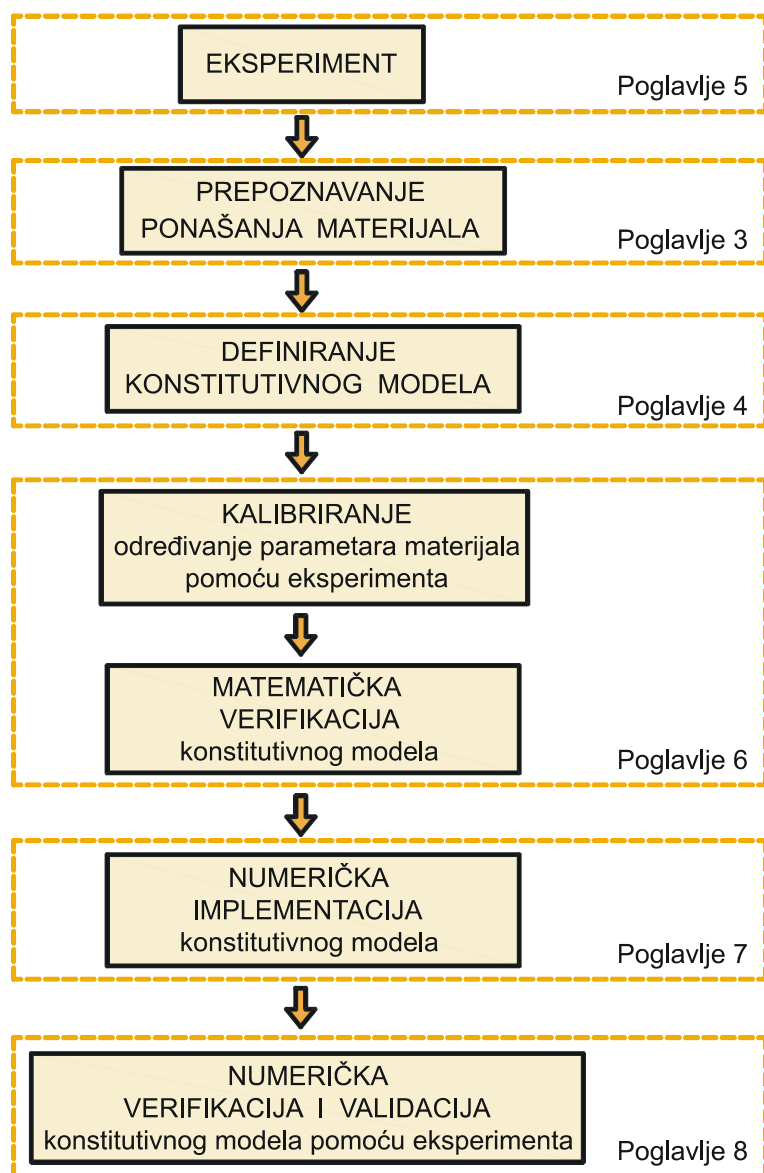 EKSPERIMENT
Poglavlje 5
PREPOZNAVANJE
PONAŠANJA MATERIJALA
Poglavlje 3
DEFINIRANJE
KONSTITUTIVNOG MODELA
Poglavlje 4
KALIBRIRANJE
određivanje parametara materijala
pomoću eksperimenta
MATEMATIČKA
VERIFIKACIJA
konstitutivnog modela
Poglavlje 6
NUMERIČKA
IMPLEMENTACIJA
konstitutivnog modela
Poglavlje 7
NUMERIČKA
VERIFIKACIJA I VALIDACIJA
konstitutivnog modela pomoću eksperimenta
Poglavlje 8